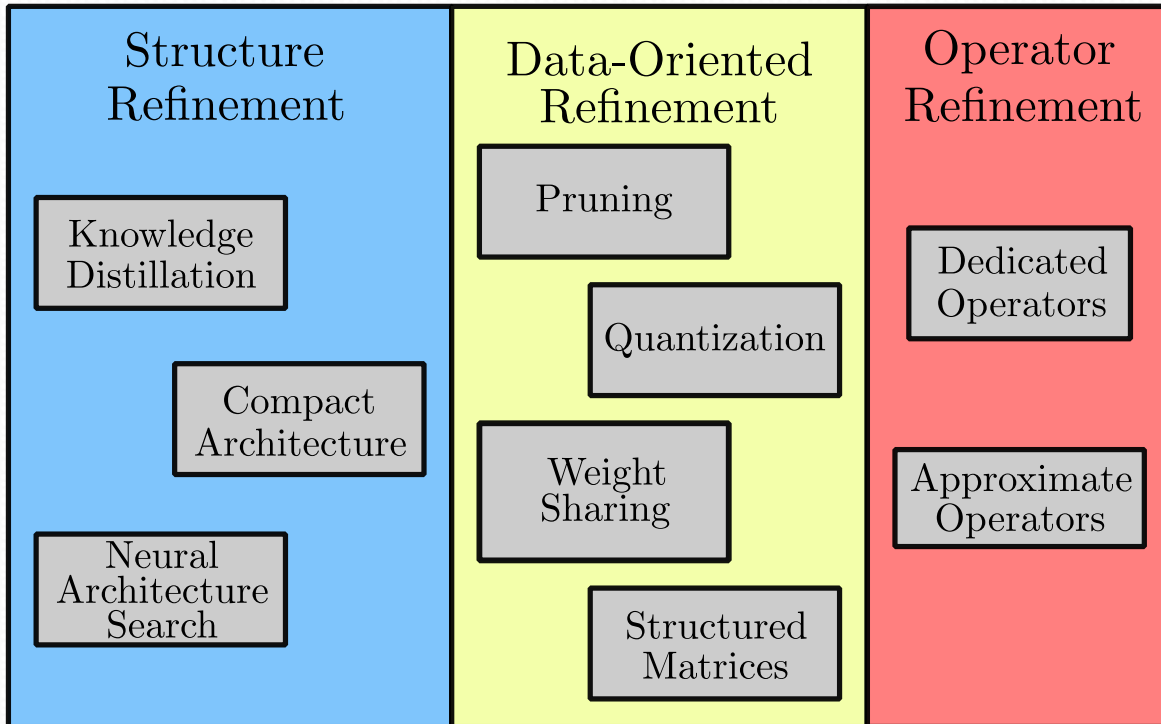 Structure
Refinement
Knowledge
Distillation
Compact
Architecture
Neural
Architecture
Search
Data-Oriented
Refinement
Pruning
Quantization
Weight
Sharing
Structured
Matrices
Operator
Refinement
Dedicated
Operators
Approximate
Operators